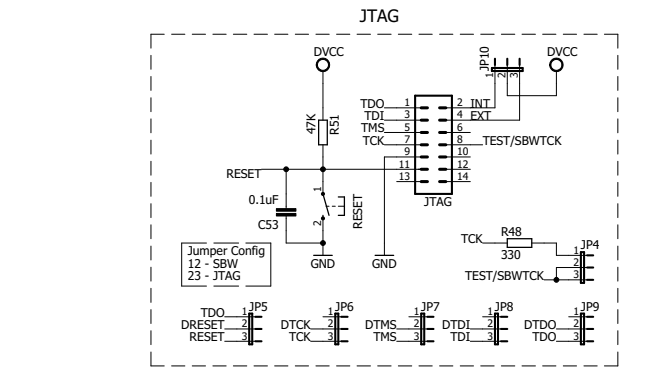 JTAG
DVCC
JP10
DVCC
1 2 3
47K
R51
TDO 1 2 INT
TDI 3 4 EXT
TMS 5 6
TCK 7 8 TEST/SBWTCK
9 10
RESET 11 12
13 14
JTAG
0.1uF
C53
1
2
RESET
GND
GND
TCK R48 1 JP4
330 2
TEST/SBWTCK 3
Jumper Config
12 - SBW
23 - JTAG
TDO 1 JP5
DRESET 2
RESET 3
1 JP6
DTCK 2
TCK 3
1 JP7
DTMS 2
TMS 3
1 JP8
DTDI 2
TDI 3
1 JP9
DTDO 2
TDO 3